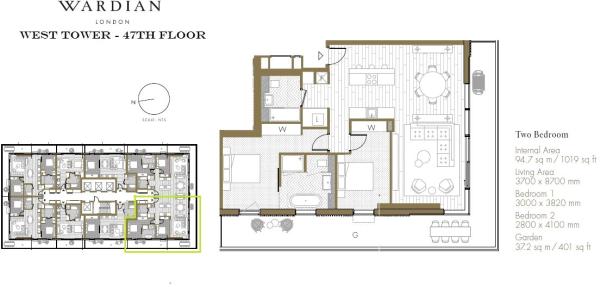 WARDIAN
LONDON
WEST TOWER - 47TH FLOOR
N
SCALE: NTS
W
W
G
Two Bedroom
Internal Area
94.7 sq m / 1019 sq ft
Living Area
3700 x 8700 mm
Bedroom 1
3000 x 3820 mm
Bedroom 2
2800 x 4100 mm
Garden
37.2 sq m / 401 sq ft